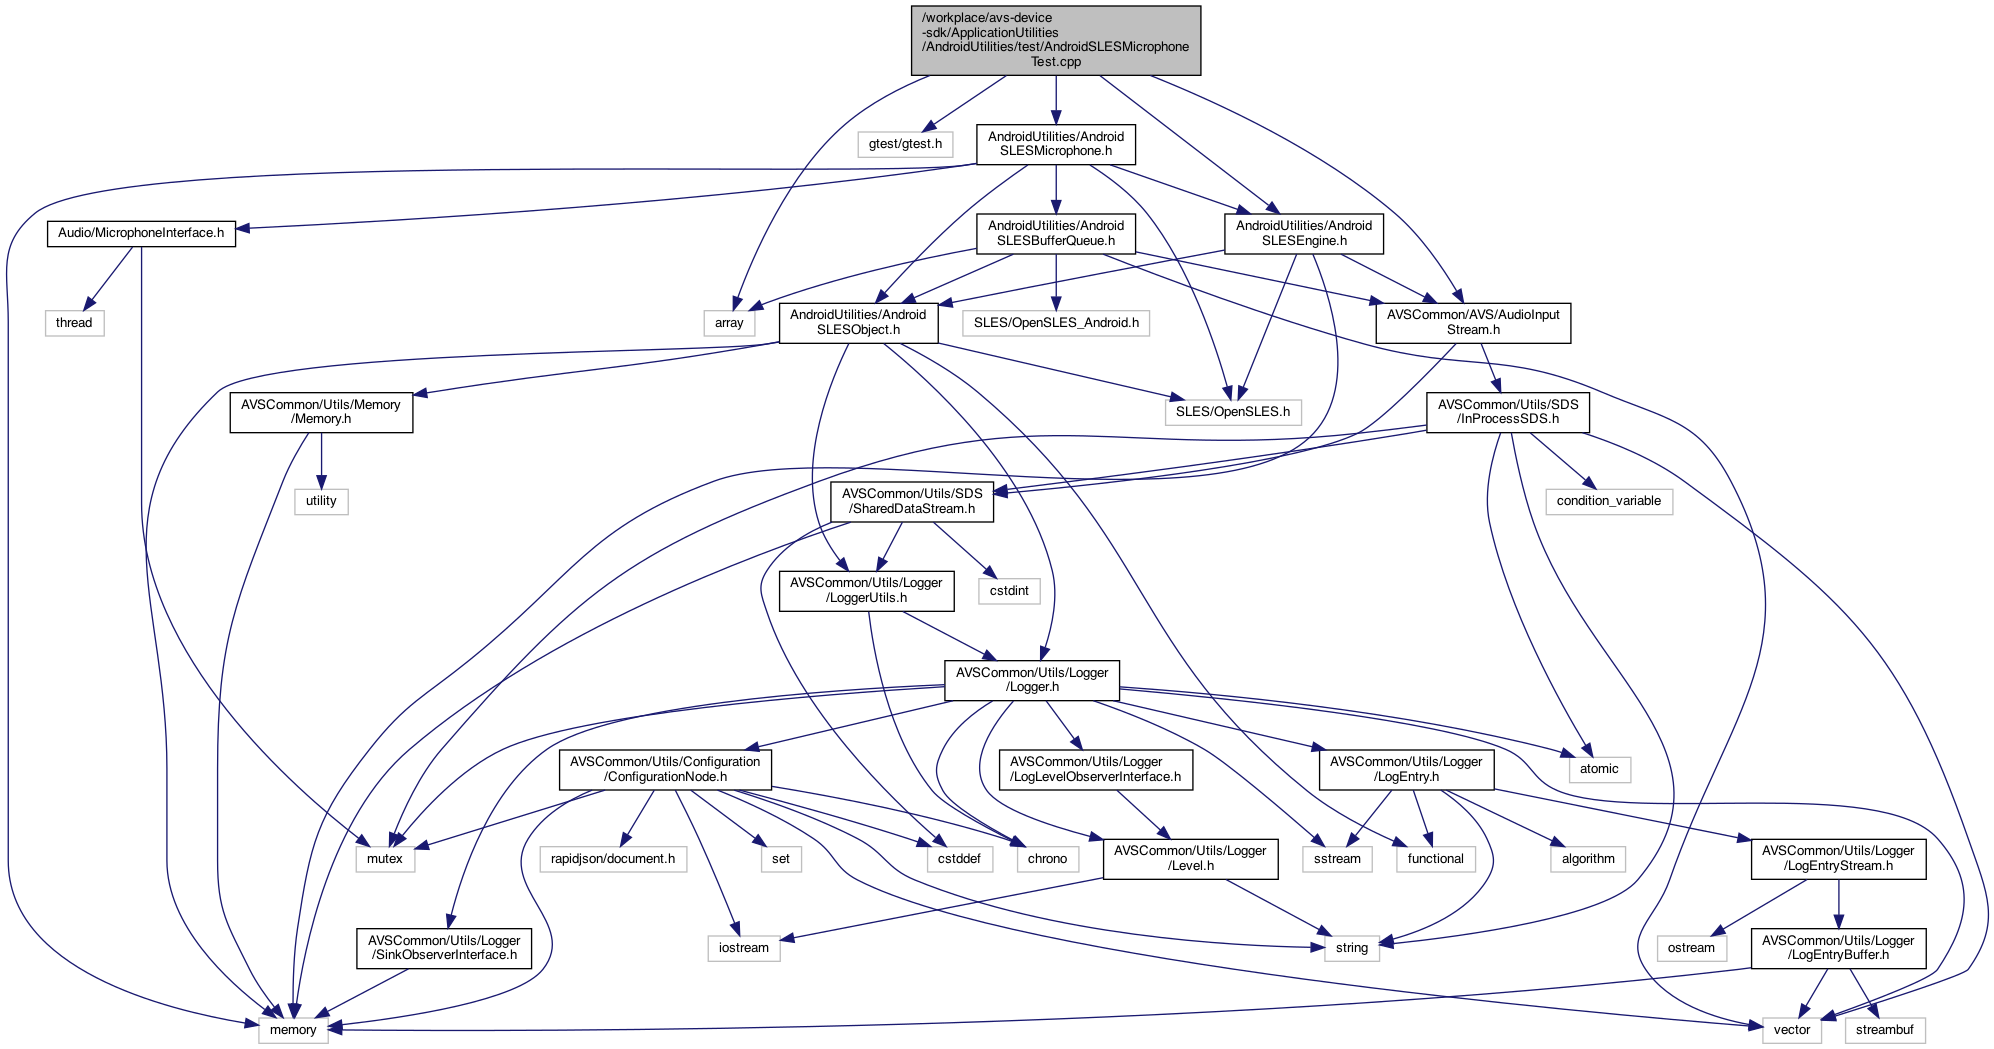 /workplace/avs-device
-sdk/ApplicationUtilities
/AndroidUtilities/test/AndroidSLESMicrophone
Test.cpp
gtest/gtest.h
AndroidUtilities/Android
SLESMicrophone.h
Audio/MicrophoneInterface.h
AndroidUtilities/Android
SLESBufferQueue.h
AndroidUtilities/Android
SLESEngine.h
thread
array
AndroidUtilities/Android
SLESObject.h
SLES/OpenSLES_Android.h
AVSCommon/AVS/AudioInput
Stream.h
AVSCommon/Utils/Memory
/Memory.h
SLES/OpenSLES.h
AVSCommon/Utils/SDS
/InProcessSDS.h
utility
AVSCommon/Utils/SDS
/SharedDataStream.h
condition_variable
AVSCommon/Utils/Logger
/LoggerUtils.h
cstdint
AVSCommon/Utils/Logger
/Logger.h
AVSCommon/Utils/Configuration
/ConfigurationNode.h
AVSCommon/Utils/Logger
/LogLevelObserverInterface.h
AVSCommon/Utils/Logger
/LogEntry.h
atomic
mutex
rapidjson/document.h
set
cstddef
chrono
AVSCommon/Utils/Logger
/Level.h
sstream
functional
algorithm
AVSCommon/Utils/Logger
/LogEntryStream.h
AVSCommon/Utils/Logger
/SinkObserverInterface.h
iostream
string
ostream
AVSCommon/Utils/Logger
/LogEntryBuffer.h
memory
vector
streambuf